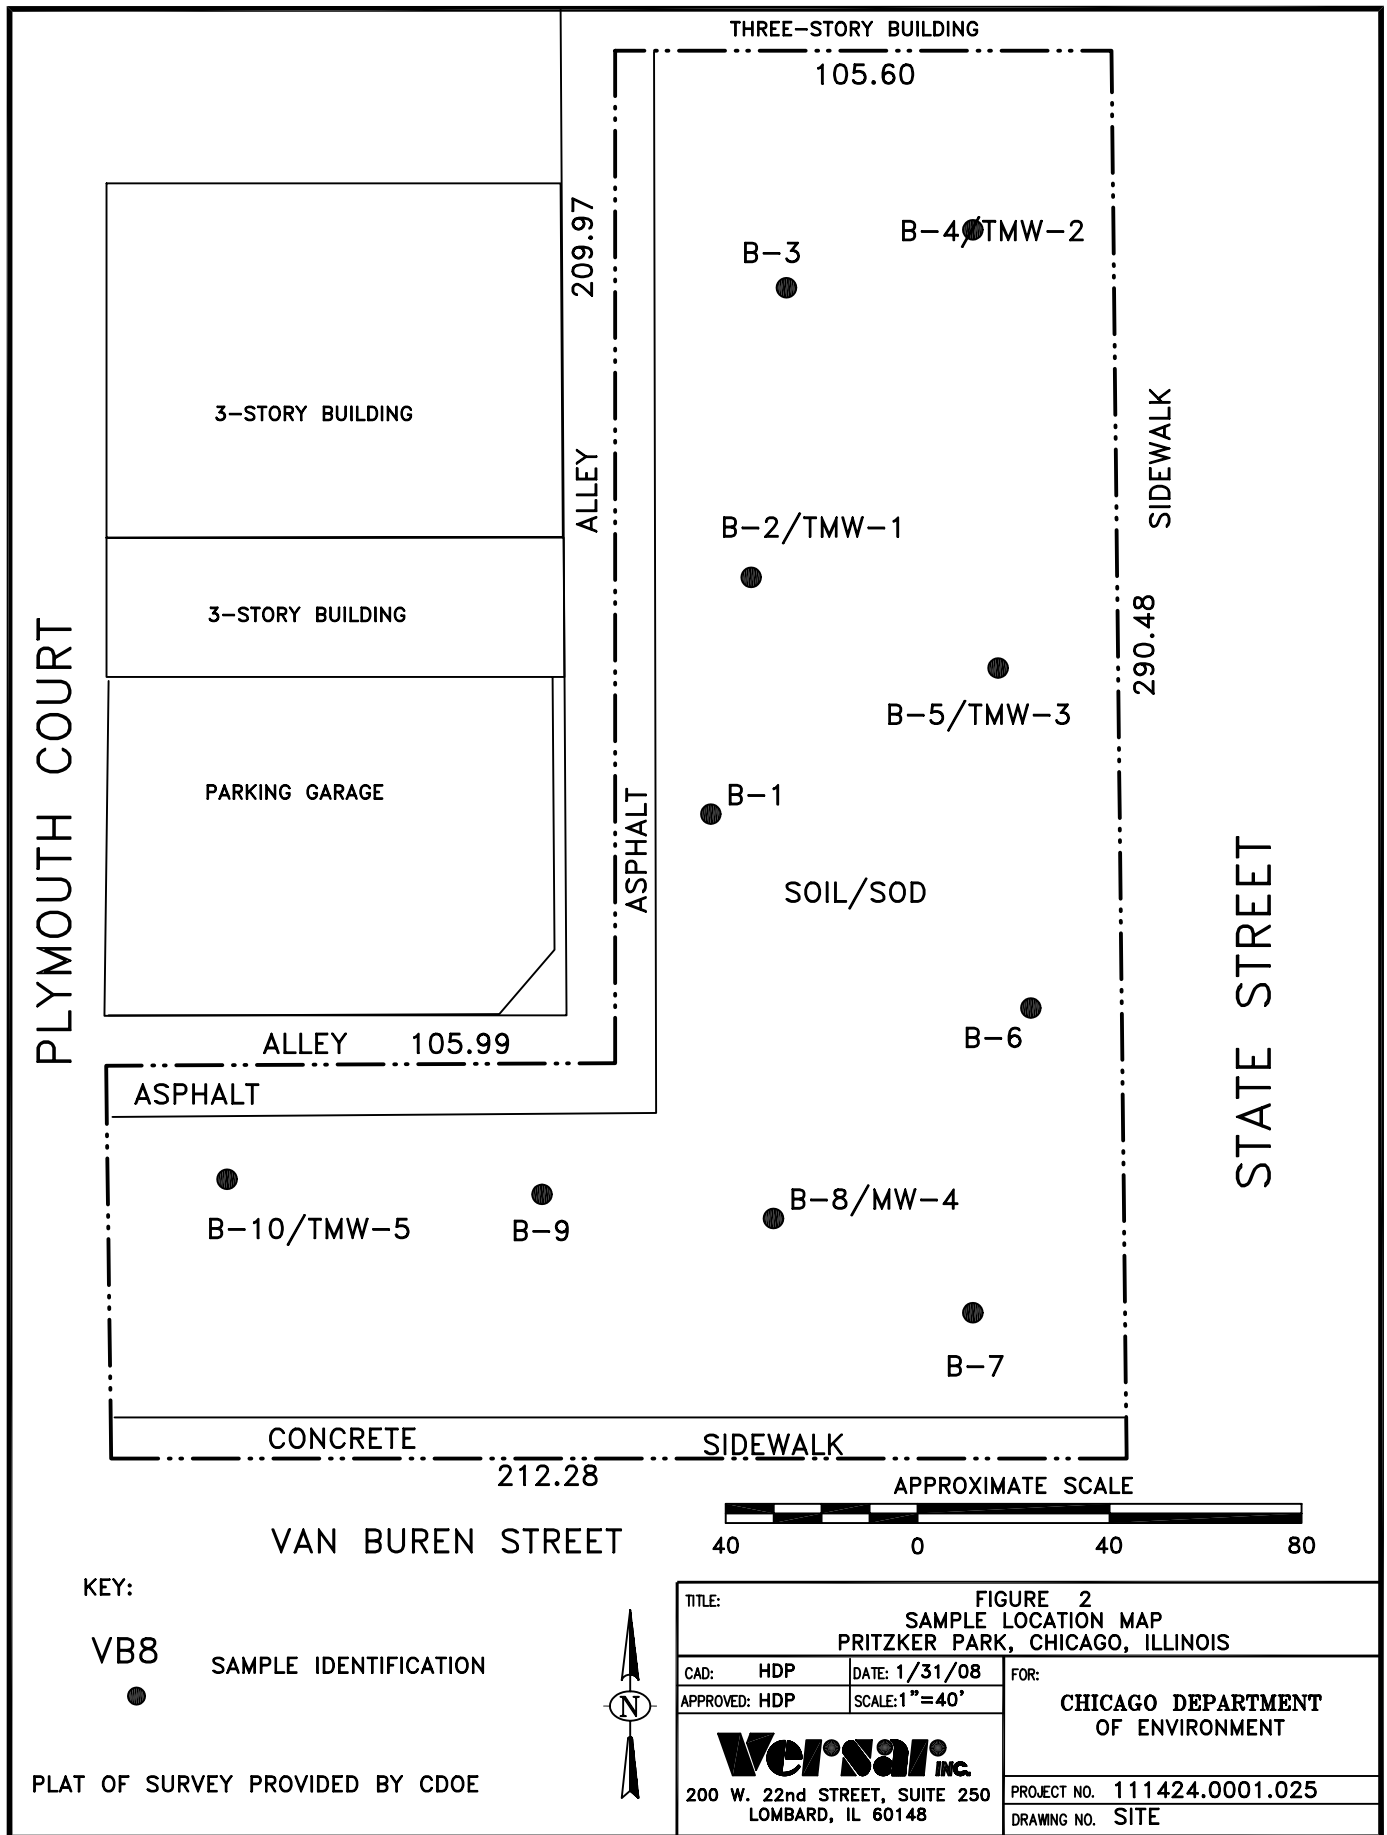 THREE-STORY BUILDING
105.60
209.97
B-4/TMW-2
B-3
3-STORY BUILDING
ALLEY
SIDEWALK
B-2/TMW-1
3-STORY BUILDING
290.48
B-5/TMW-3
PLYMOUTH COURT
PARKING GARAGE
B-1
ASPHALT
SOIL/SOD
STATE STREET
B-6
ALLEY 105.99
ASPHALT
B-8/MW-4
B-10/TMW-5
B-9
B-7
CONCRETE SIDEWALK
212.28
APPROXIMATE SCALE
40 0 40 80
VAN BUREN STREET
KEY:
VB8
SAMPLE IDENTIFICATION
N
PLAT OF SURVEY PROVIDED BY CDOE
TITLE: FIGURE 2
SAMPLE LOCATION MAP
PRITZKER PARK, CHICAGO, ILLINOIS
CAD: HDP
DATE: 1/31/08
APPROVED: HDP
SCALE: 1"=40'
FOR:
CHICAGO DEPARTMENT
OF ENVIRONMENT
Versar INC.
200 W. 22nd STREET, SUITE 250
LOMBARD, IL 60148
PROJECT NO. 111424.0001.025
DRAWING NO. SITE